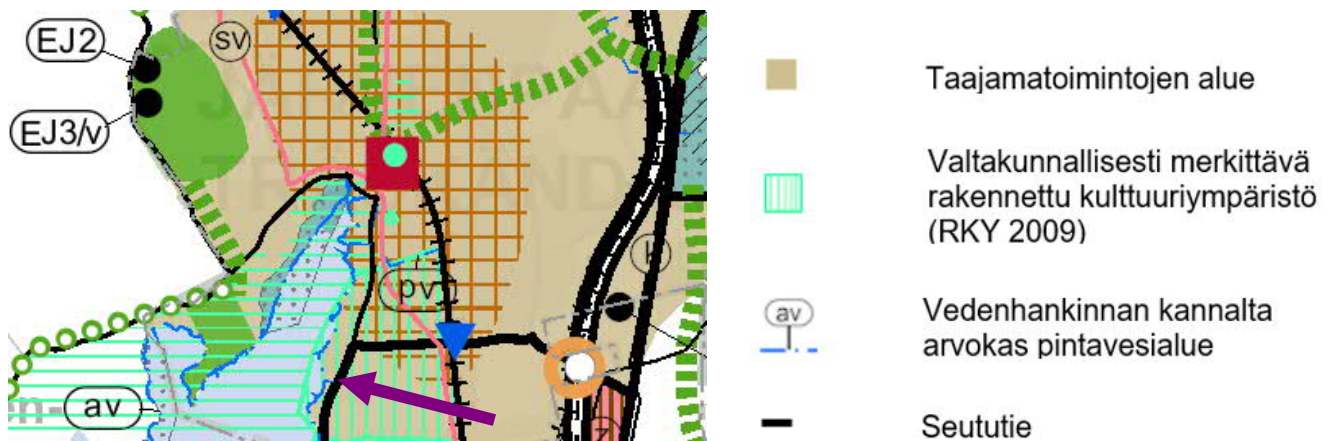 EJ2
EJ3/v
sv
pv
av
Taajamatoimintojen alue
Valtakunnallisesti merkittävä
rakennettu kulttuuriympäristö
(RKY 2009)
av
Vedenhankinnan kannalta
arvokas pintavesialue
Seututie